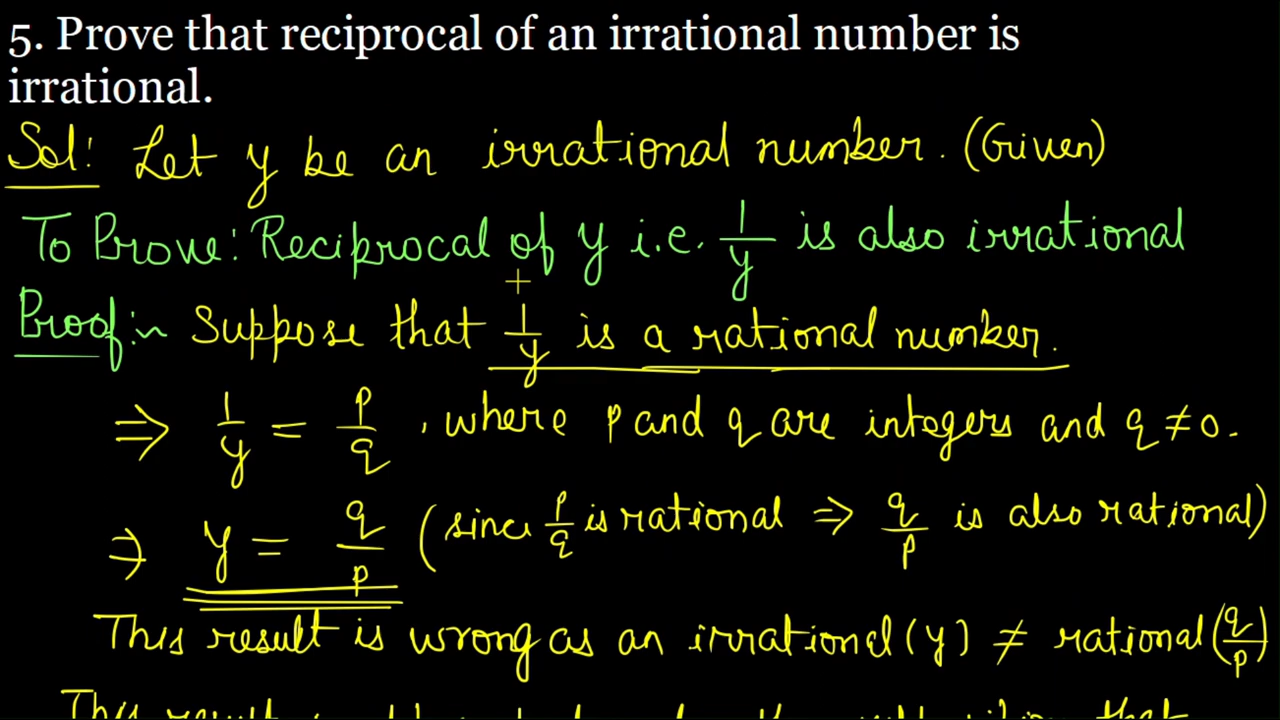 5. Prove that reciprocal of an irrational number is
irrational.
Sol: Let y be an irrational number. (Given)
To Prove: Reciprocal of y i.e. 1/y is also irrational
Proof:~ Suppose that 1/y is a rational number.
⇒ 1/y = p/q , where p and q are integers and q ≠ 0.
⇒ y = q/p (since p/q is rational ⇒ q/p is also rational)
This result is wrong as an irrational (y) ≠ rational (q/p)
This result